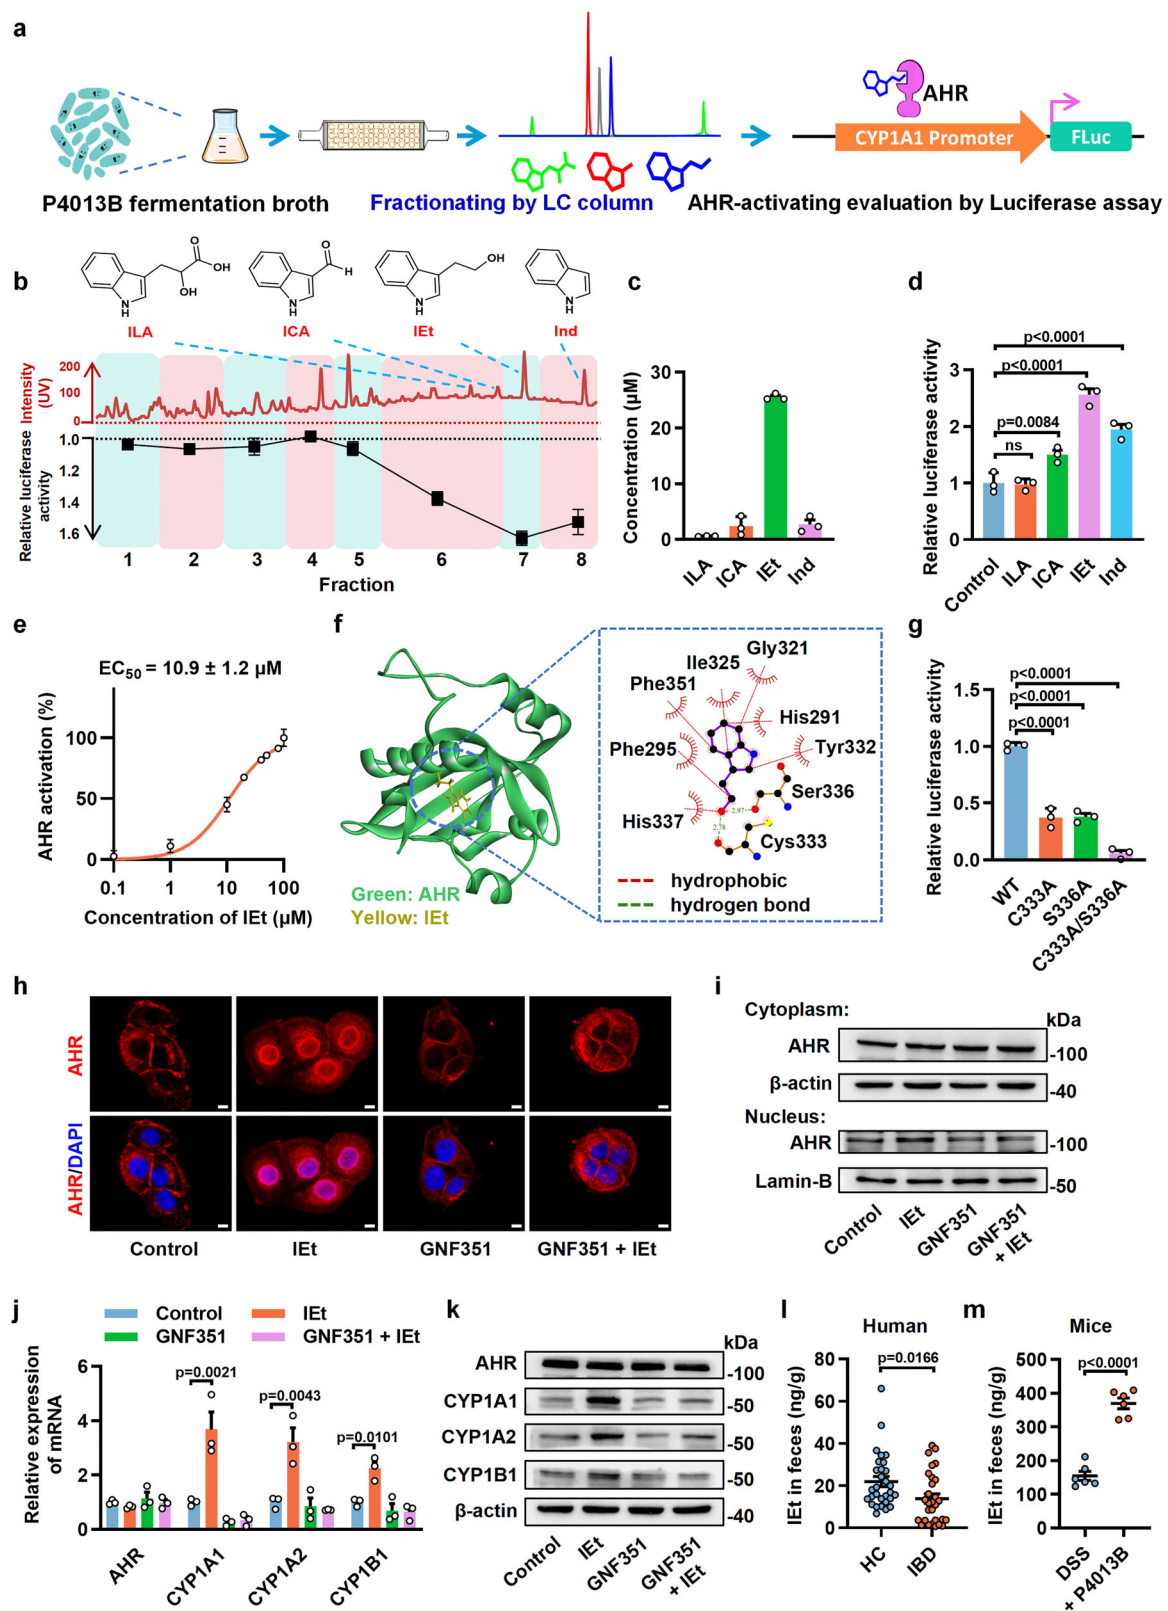 a
AHR
CYP1A1 Promoter
FLuc
P4013B fermentation broth
Fractionating by LC column
AHR-activating evaluation by Luciferase assay
b
O
OH
OH
N
H
ILA
O
H
N
H
ICA
OH
N
H
IEt
N
H
Ind
Intensity
(UV)
200
100
0
Relative luciferase
activity
1.0
1.2
1.4
1.6
1 2 3 4 5 6 7 8
Fraction
c
Concentration (μM)
30
20
10
0
ILA ICA IEt Ind
d
Relative luciferase activity
p<0.0001
p<0.0001
p=0.0084
ns
3
2
1
0
Control ILA ICA IEt Ind
e
EC50 = 10.9 ± 1.2 μM
AHR activation (%)
100
50
0
0.1 1 10 100
Concentration of IEt (μM)
f
Green: AHR
Yellow: IEt
Gly321
Ile325
Phe351
His291
Phe295
Tyr332
Ser336
His337
2.97
2.78
Cys333
hydrophobic
hydrogen bond
g
Relative luciferase activity
p<0.0001
p<0.0001
p<0.0001
1.5
1.0
0.5
0.0
WT C333A S336A C333A/S336A
h
AHR
AHR/DAPI
Control IEt GNF351 GNF351 + IEt
i
Cytoplasm:
kDa
AHR -100
β-actin -40
Nucleus:
AHR -100
Lamin-B -50
Control IEt GNF351 GNF351 + IEt
j
Control IEt
GNF351 GNF351 + IEt
Relative expression
of mRNA
p=0.0021
p=0.0043
p=0.0101
6
4
2
0
AHR CYP1A1 CYP1A2 CYP1B1
k
kDa
AHR -100
CYP1A1 -50
CYP1A2 -50
CYP1B1 -50
β-actin -40
Control IEt GNF351 GNF351 + IEt
l
Human
p=0.0166
IEt in feces (ng/g)
80
60
40
20
0
HC IBD
m
Mice
p<0.0001
IEt in feces (ng/g)
500
400
300
200
100
0
DSS + P4013B